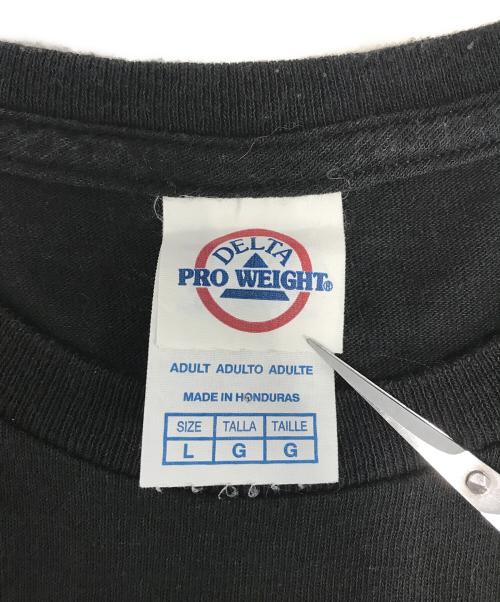 DELTA
PRO WEIGHT®
ADULT ADULTO ADULTE
MADE IN HONDURAS
SIZE TALLA TAILLE
L G G